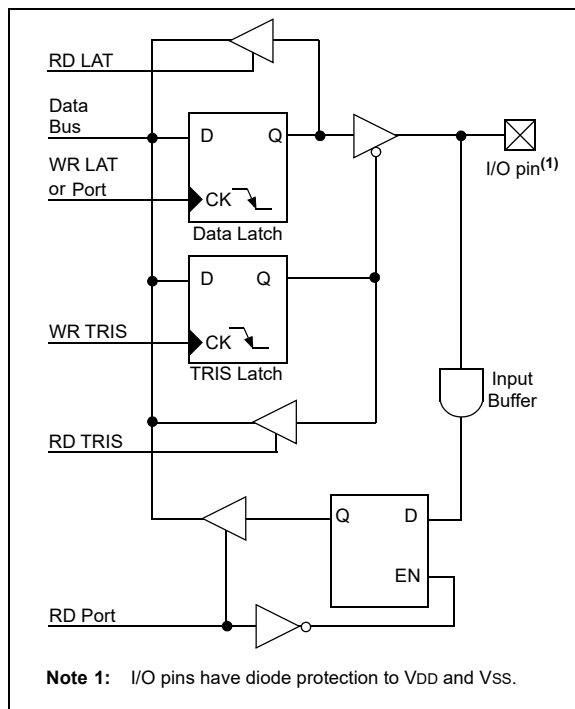 RD LAT
Data
Bus
D Q
WR LAT
or Port
CK
Data Latch
I/O pin(1)
D Q
WR TRIS
CK
TRIS Latch
Input
Buffer
RD TRIS
Q D
EN
RD Port
Note 1: I/O pins have diode protection to VDD and VSS.